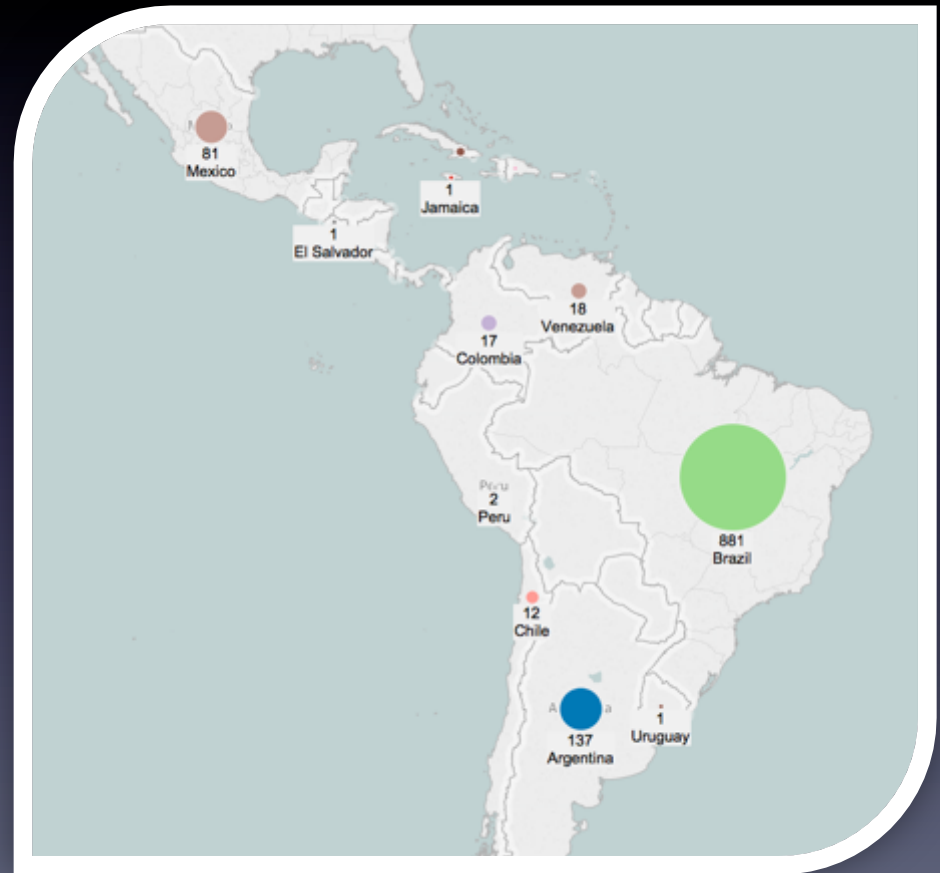 81
Mexico
1
Jamaica
1
El Salvador
18
Venezuela
17
Colombia
Peru
2
Peru
881
Brazil
12
Chile
137
Argentina
1
Uruguay